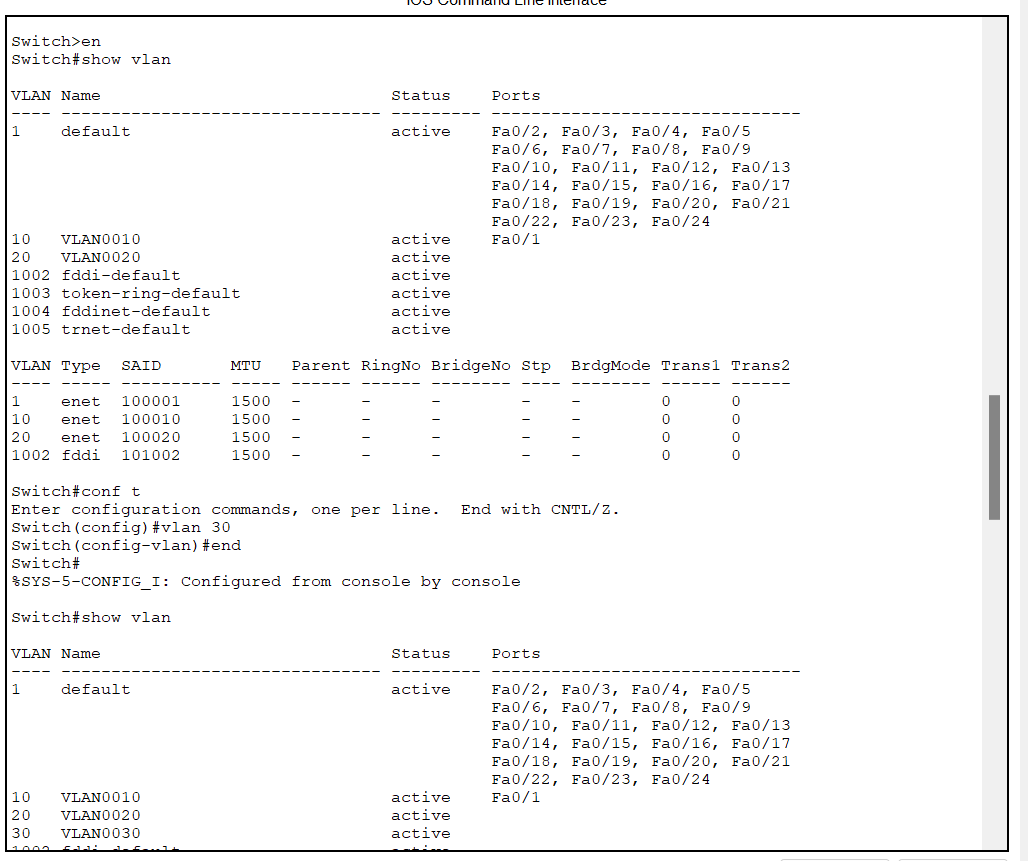 IOS Command Line Interface
Switch>en
Switch#show vlan
VLAN Name                             Status    Ports
---- -------------------------------- --------- -------------------------------
1    default                          active    Fa0/2, Fa0/3, Fa0/4, Fa0/5
                                                Fa0/6, Fa0/7, Fa0/8, Fa0/9
                                                Fa0/10, Fa0/11, Fa0/12, Fa0/13
                                                Fa0/14, Fa0/15, Fa0/16, Fa0/17
                                                Fa0/18, Fa0/19, Fa0/20, Fa0/21
                                                Fa0/22, Fa0/23, Fa0/24
10   VLAN0010                         active    Fa0/1
20   VLAN0020                         active
1002 fddi-default                     active
1003 token-ring-default               active
1004 fddinet-default                  active
1005 trnet-default                    active
VLAN Type  SAID       MTU   Parent RingNo BridgeNo Stp  BrdgMode Trans1 Trans2
---- ----- ---------- ----- ------ ------ -------- ---- -------- ------ ------
1    enet  100001     1500  -      -      -        -    -        0      0
10   enet  100010     1500  -      -      -        -    -        0      0
20   enet  100020     1500  -      -      -        -    -        0      0
1002 fddi  101002     1500  -      -      -        -    -        0      0
Switch#conf t
Enter configuration commands, one per line.  End with CNTL/Z.
Switch(config)#vlan 30
Switch(config-vlan)#end
Switch#
%SYS-5-CONFIG_I: Configured from console by console
Switch#show vlan
VLAN Name                             Status    Ports
---- -------------------------------- --------- -------------------------------
1    default                          active    Fa0/2, Fa0/3, Fa0/4, Fa0/5
                                                Fa0/6, Fa0/7, Fa0/8, Fa0/9
                                                Fa0/10, Fa0/11, Fa0/12, Fa0/13
                                                Fa0/14, Fa0/15, Fa0/16, Fa0/17
                                                Fa0/18, Fa0/19, Fa0/20, Fa0/21
                                                Fa0/22, Fa0/23, Fa0/24
10   VLAN0010                         active    Fa0/1
20   VLAN0020                         active
30   VLAN0030                         active
1002 fddi-default                     active